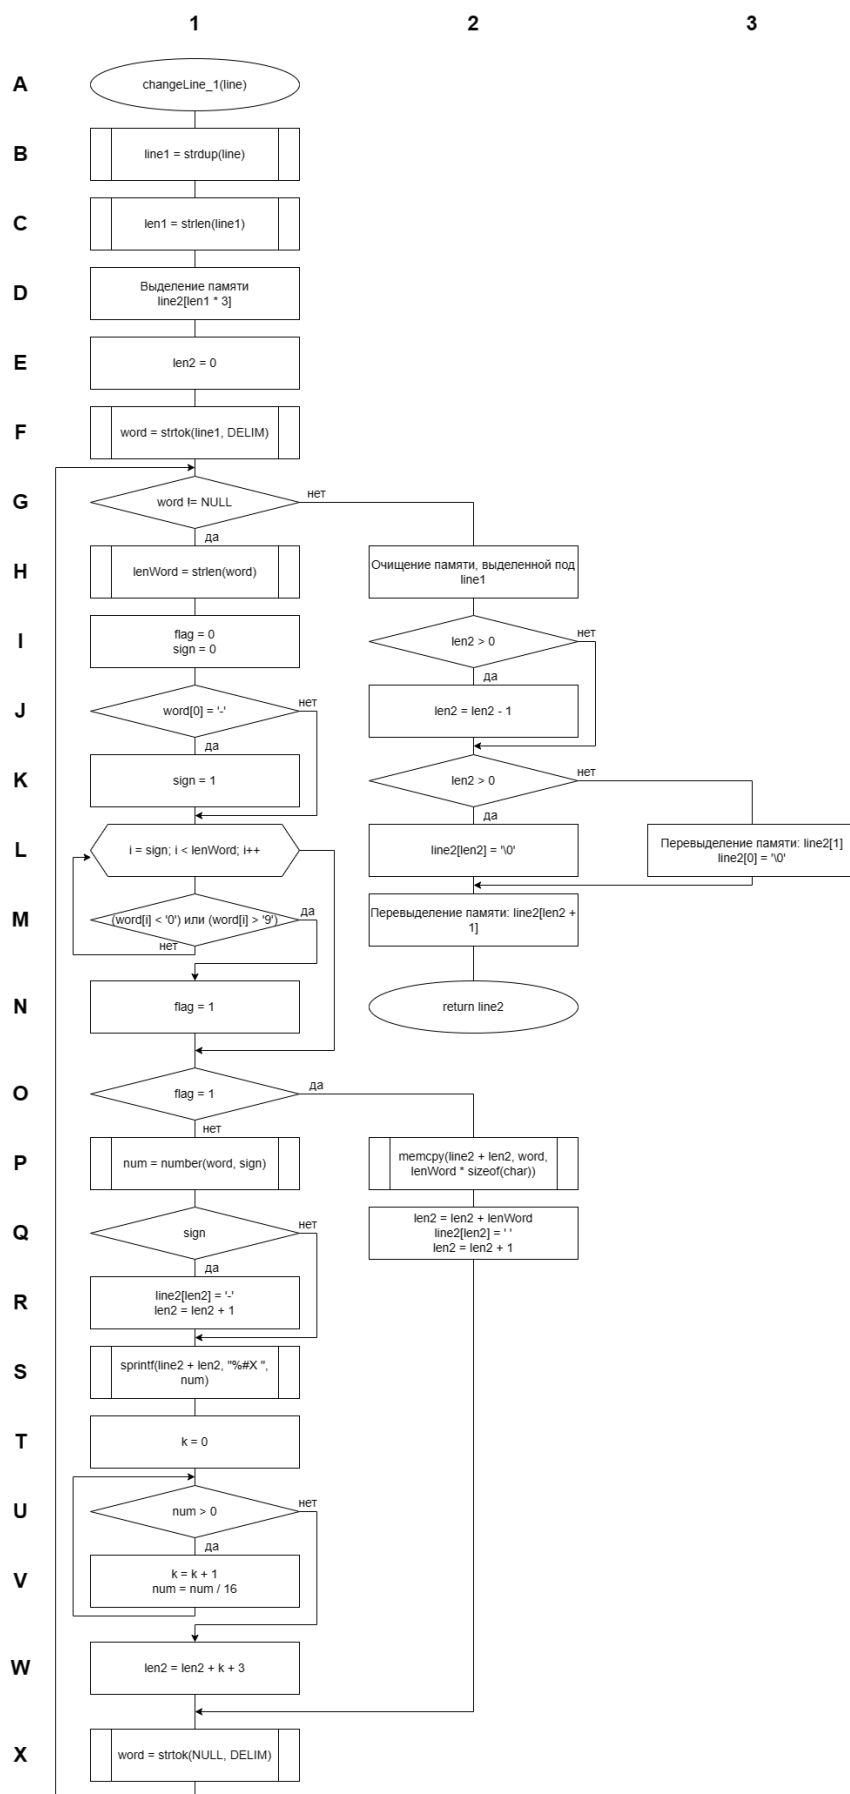 1 2 3
A
changeLine_1(line)
B
line1 = strdup(line)
C
len1 = strlen(line1)
D
Выделение памяти
line2[len1 * 3]
E
len2 = 0
F
word = strtok(line1, DELIM)
G
word != NULL
нет
да
H
lenWord = strlen(word)
Очищение памяти, выделенной под
line1
I
flag = 0
sign = 0
len2 > 0
нет
да
J
word[0] = '-'
нет
да
len2 = len2 - 1
K
sign = 1
len2 > 0
нет
да
L
i = sign; i < lenWord; i++
line2[len2] = '\0'
Перевыделение памяти: line2[1]
line2[0] = '\0'
M
(word[i] < '0') или (word[i] > '9')
да
нет
Перевыделение памяти: line2[len2 +
1]
N
flag = 1
return line2
O
flag = 1
да
нет
P
num = number(word, sign)
memcpy(line2 + len2, word,
lenWord * sizeof(char))
Q
sign
нет
да
len2 = len2 + lenWord
line2[len2] = ' '
len2 = len2 + 1
R
line2[len2] = '-'
len2 = len2 + 1
S
sprintf(line2 + len2, "%#X ",
num)
T
k = 0
U
num > 0
нет
да
V
k = k + 1
num = num / 16
W
len2 = len2 + k + 3
X
word = strtok(NULL, DELIM)